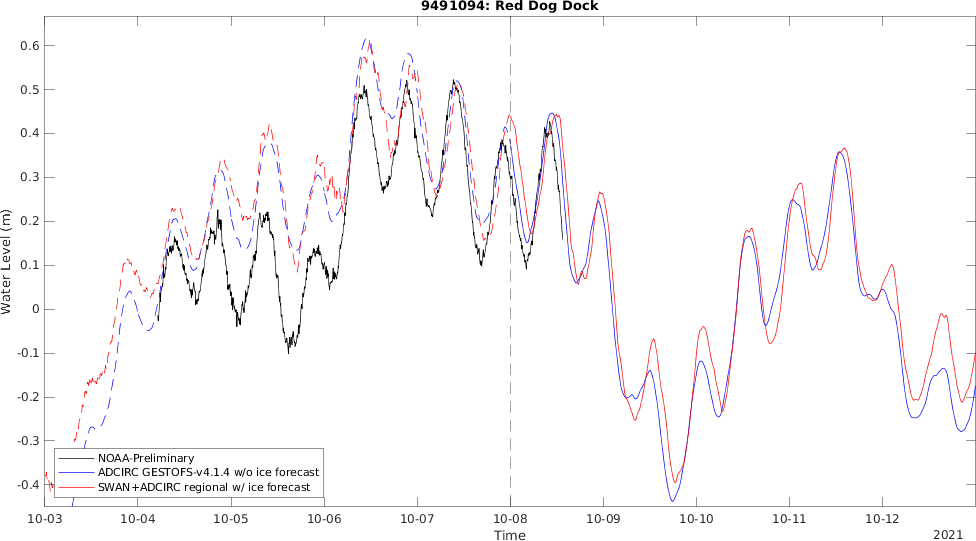 9491094: Red Dog Dock
Water Level (m)
0.6
0.5
0.4
0.3
0.2
0.1
0
-0.1
-0.2
-0.3
-0.4
NOAA-Preliminary
ADCIRC GESTOFS-v4.1.4 w/o ice forecast
SWAN+ADCIRC regional w/ ice forecast
10-03 10-04 10-05 10-06 10-07 10-08 10-09 10-10 10-11 10-12
Time
2021